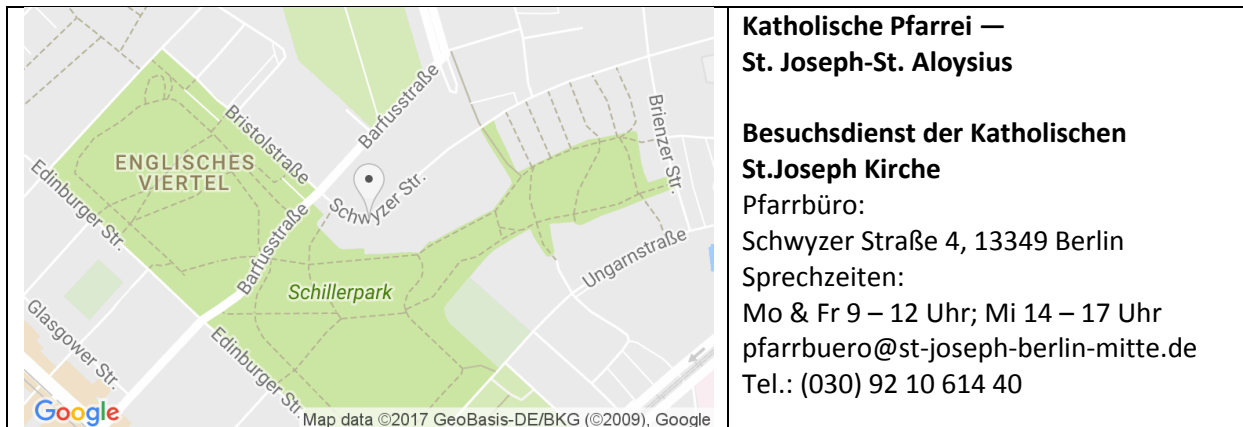 Bristolstraße
Barfusstraße
Brienzer Str.
ENGLISCHES
VIERTEL
Schwyzer Str.
Edinburger Str.
Barfusstraße
Ungarnstraße
Schillerpark
Glasgower Str.
Edinburger Str.
Google
Map data ©2017 GeoBasis-DE/BKG (©2009), Google
Katholische Pfarrei —
St. Joseph-St. Aloysius
Besuchsdienst der Katholischen
St.Joseph Kirche
Pfarrbüro:
Schwyzer Straße 4, 13349 Berlin
Sprechzeiten:
Mo & Fr 9 – 12 Uhr; Mi 14 – 17 Uhr
pfarrbuero@st-joseph-berlin-mitte.de
Tel.: (030) 92 10 614 40